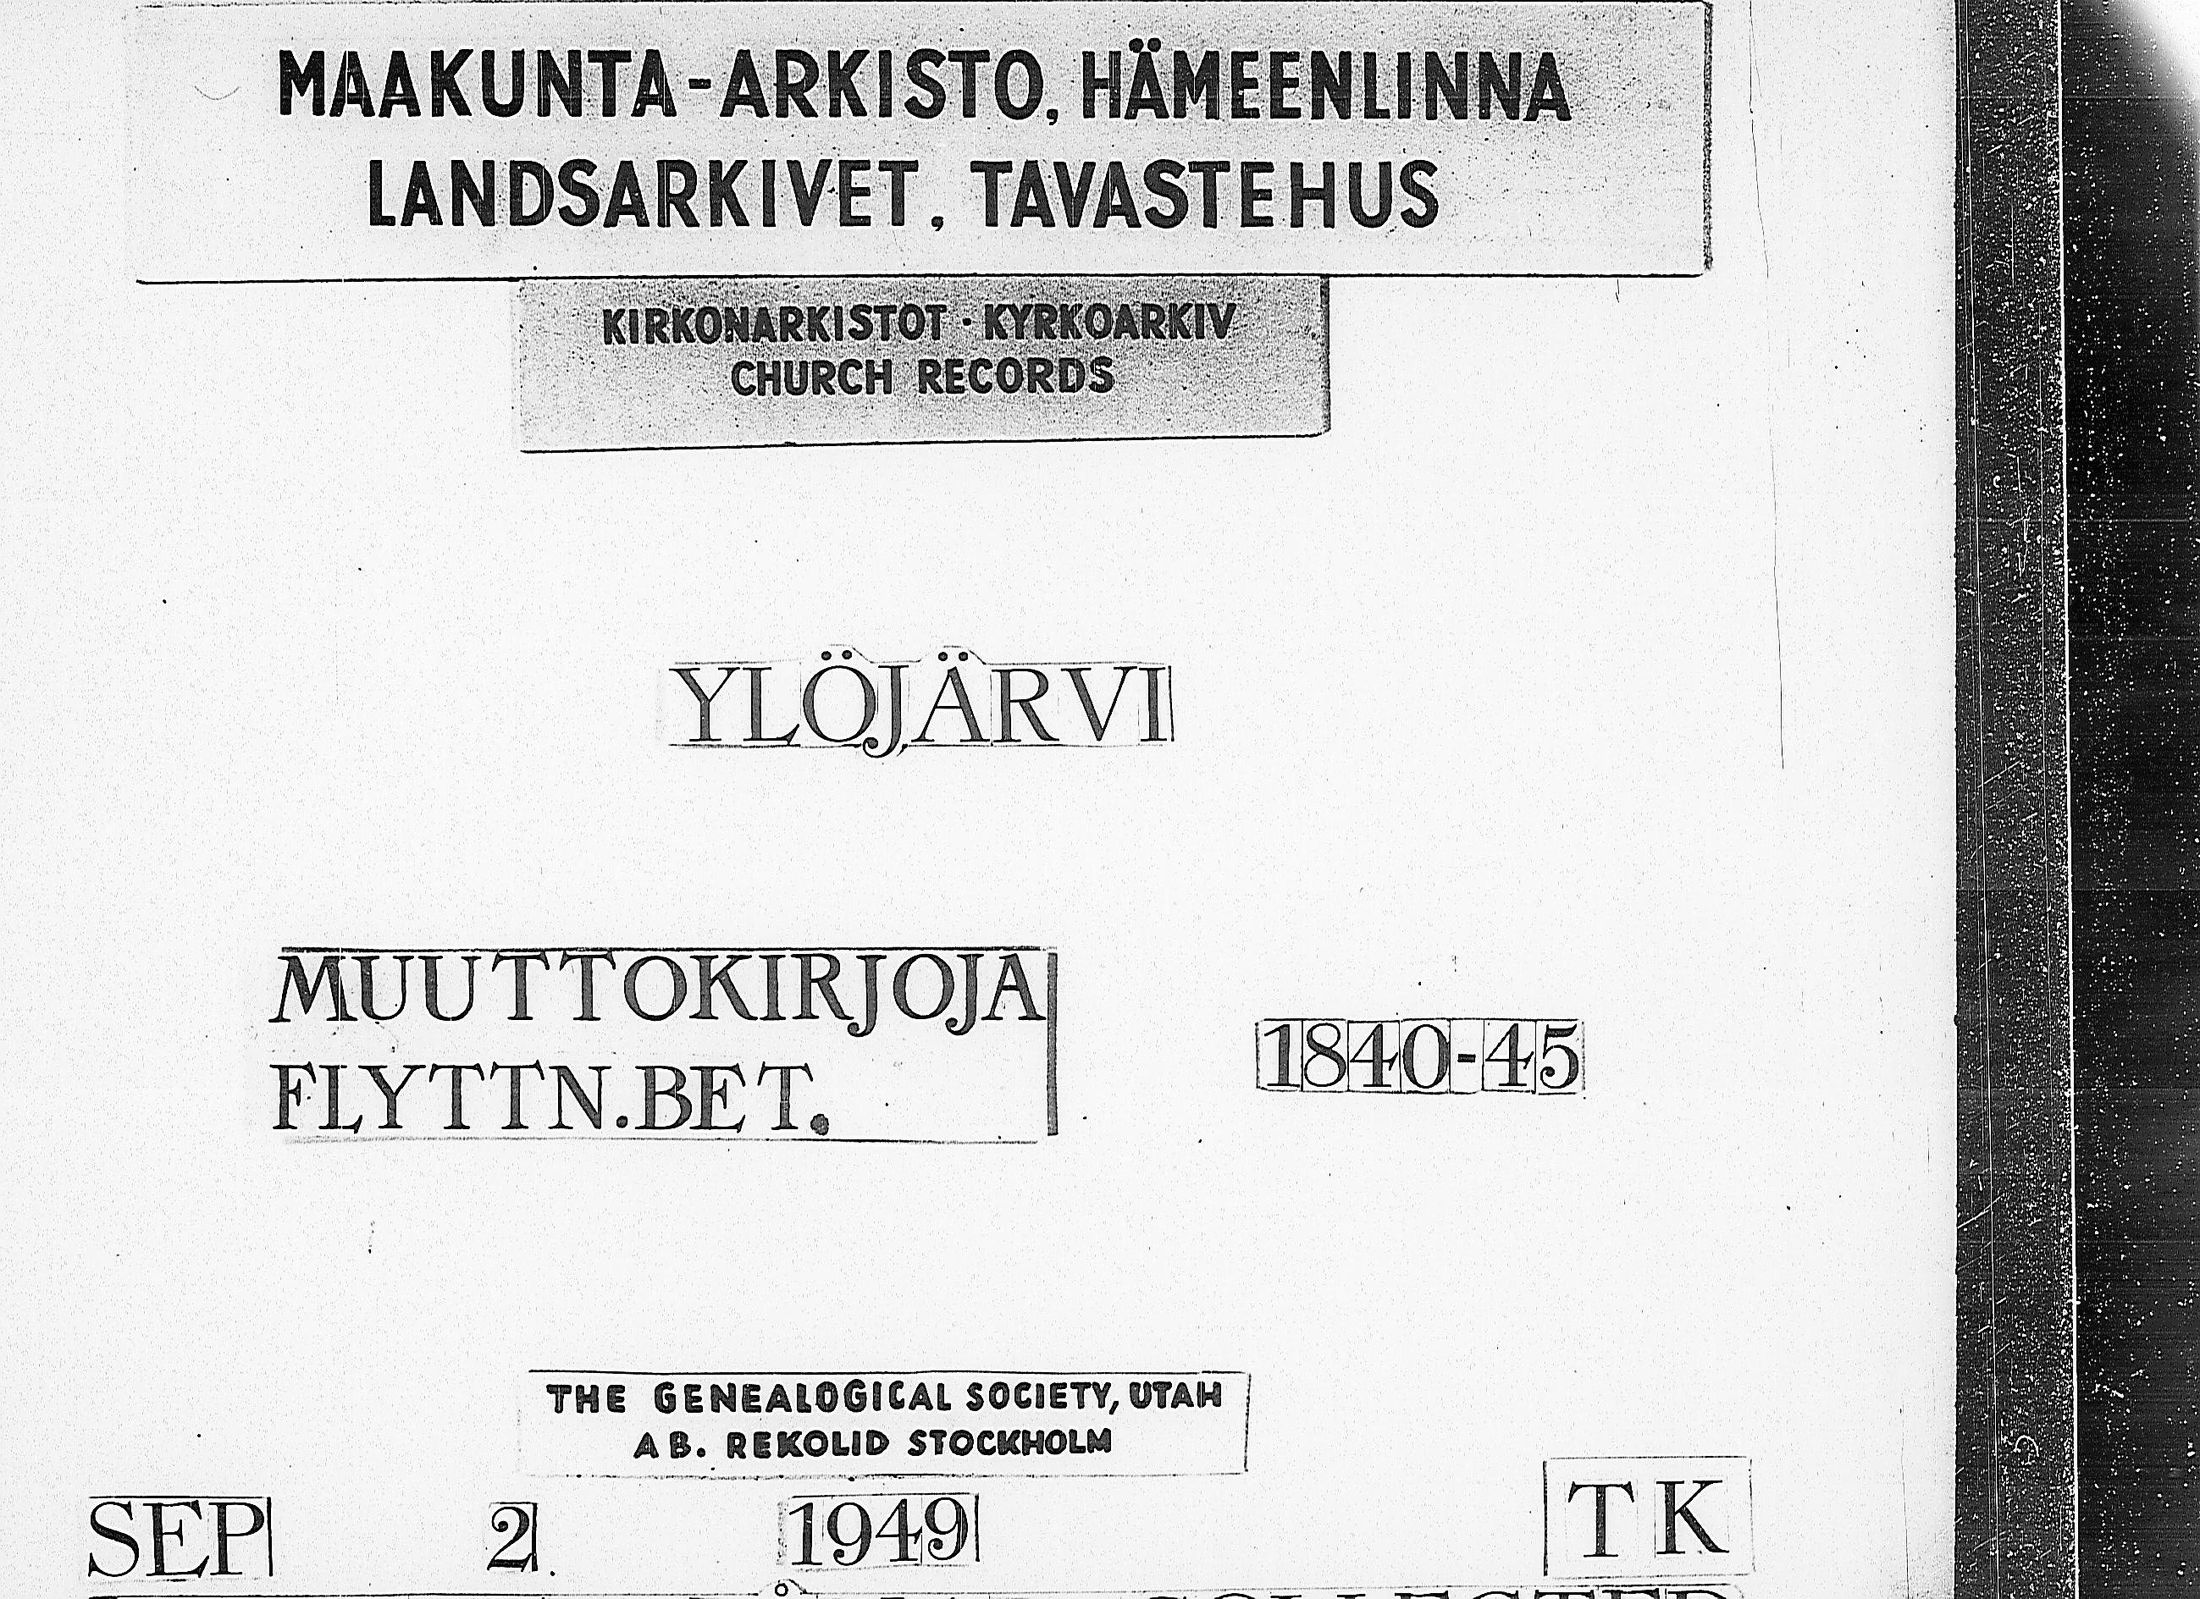 MAAKUNTA-ARKISTO, HÄMEENLINNA
LANDSARKIVET, TAVASTEHUS
KIRKONARKISTOT · KYRKOARKIV
CHURCH RECORDS
YLÖJÄRVI
MUUTTOKIRJOJA
FLYTTN.BET.
1840-45
THE GENEALOGICAL SOCIETY, UTAH
AB. REKOLID STOCKHOLM
SEP 2 1949 TK